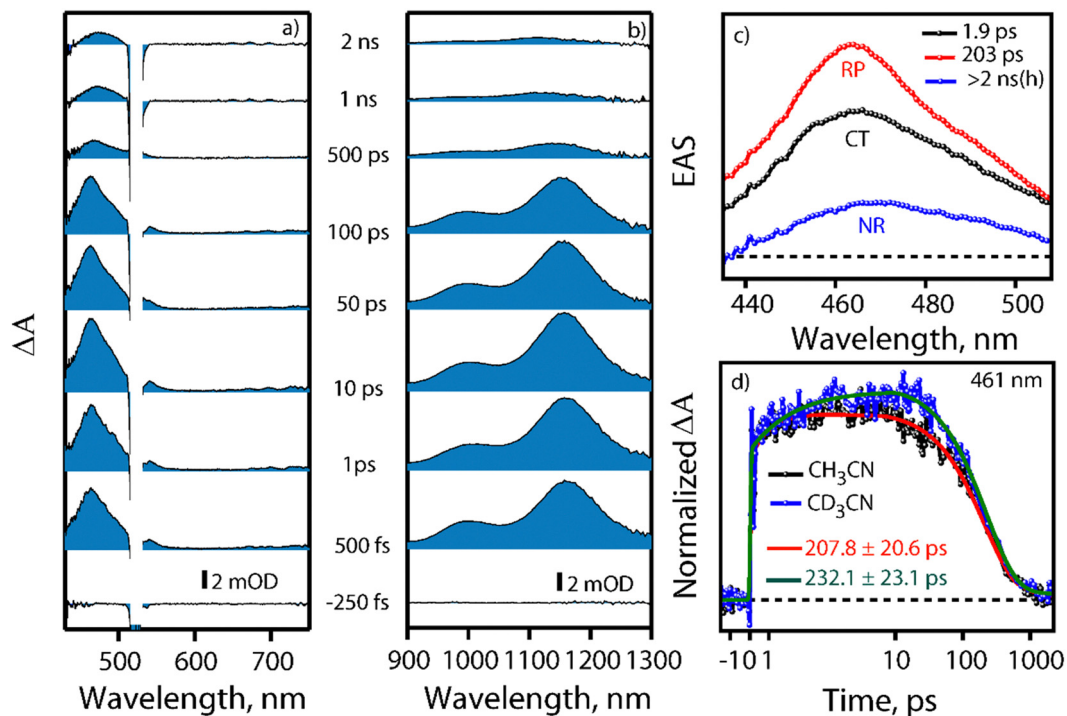 a)
2 ns
1 ns
500 ps
100 ps
50 ps
10 ps
1ps
500 fs
-250 fs
2 mOD
ΔA
500 600 700
Wavelength, nm
b)
2 mOD
900 1000 1100 1200 1300
Wavelength, nm
c)
1.9 ps
203 ps
>2 ns(h)
RP
CT
NR
EAS
440 460 480 500
Wavelength, nm
d)
461 nm
CH₃CN
CD₃CN
207.8 ± 20.6 ps
232.1 ± 23.1 ps
Normalized ΔA
-10 1 10 100 1000
Time, ps